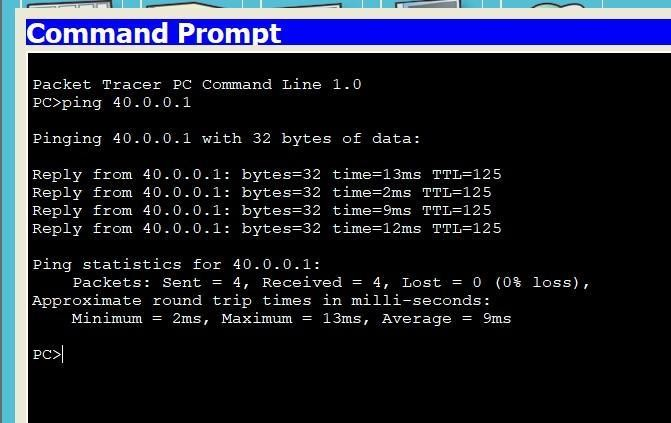 Command Prompt
Packet Tracer PC Command Line 1.0
PC>ping 40.0.0.1
Pinging 40.0.0.1 with 32 bytes of data:
Reply from 40.0.0.1: bytes=32 time=13ms TTL=125
Reply from 40.0.0.1: bytes=32 time=2ms TTL=125
Reply from 40.0.0.1: bytes=32 time=9ms TTL=125
Reply from 40.0.0.1: bytes=32 time=12ms TTL=125
Ping statistics for 40.0.0.1:
Packets: Sent = 4, Received = 4, Lost = 0 (0% loss),
Approximate round trip times in milli-seconds:
Minimum = 2ms, Maximum = 13ms, Average = 9ms
PC>